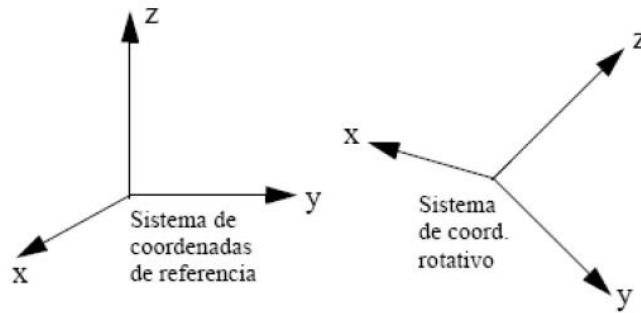 z
y
x
Sistema de
coordenadas
de referencia
z
x
y
Sistema
de coord.
rotativo